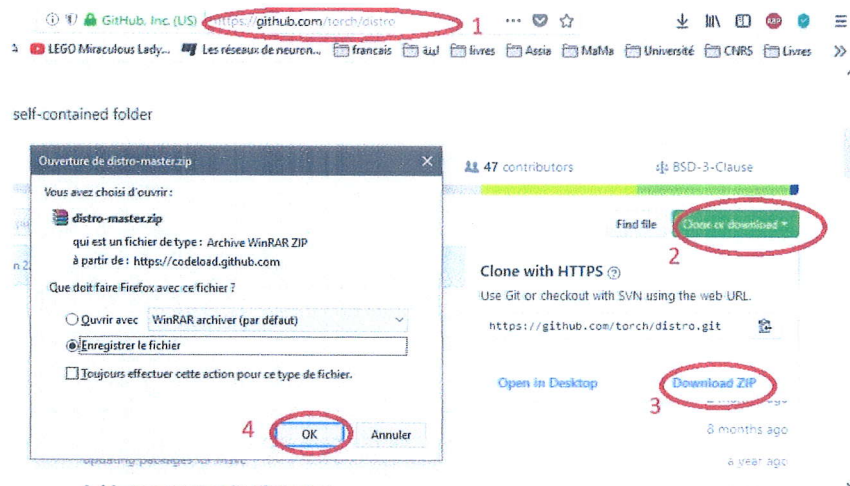 GitHub, Inc. (US) https://github.com/torch/distro 1
LEGO Miraculous Lady... Les réseaux de neuron... francais لينا livres Assia MaMa Université CNRS Livres
self-contained folder
Ouverture de distro-master.zip
47 contributors BSD-3-Clause
Vous avez choisi d'ouvrir :
distro-master.zip
qui est un fichier de type : Archive WinRAR ZIP
à partir de : https://codeload.github.com
Que doit faire Firefox avec ce fichier ?
Ouvrir avec WinRAR archiver (par défaut)
Enregistrer le fichier
Toujours effectuer cette action pour ce type de fichier.
4 OK Annuler
updating packages for make
Find file Clone or download
2
Clone with HTTPS
Use Git or checkout with SVN using the web URL.
https://github.com/torch/distro.git
Open in Desktop Download ZIP
3
8 months ago
a year ago